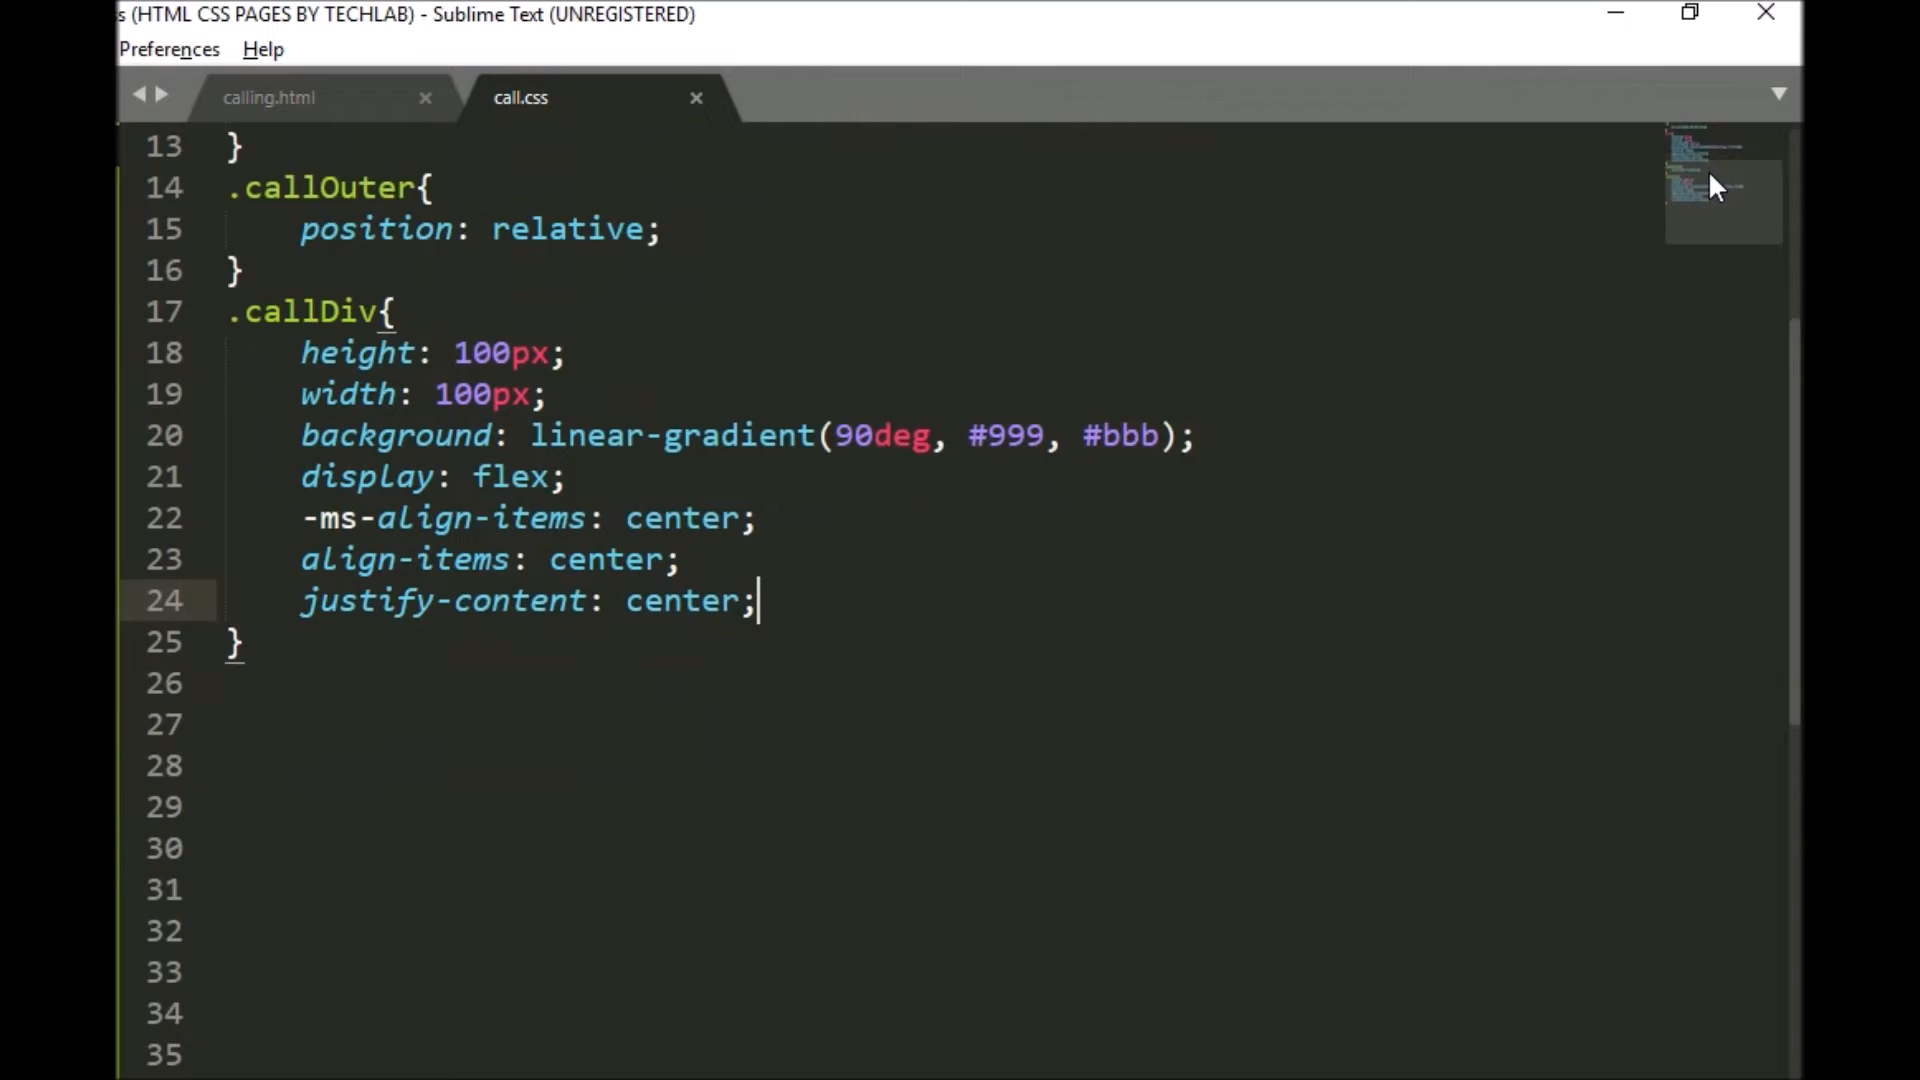 s (HTML CSS PAGES BY TECHLAB) - Sublime Text (UNREGISTERED)
Preferences Help
calling.html call.css
13 }
14 .callOuter{
15 position: relative;
16 }
17 .callDiv{
18 height: 100px;
19 width: 100px;
20 background: linear-gradient(90deg, #999, #bbb);
21 display: flex;
22 -ms-align-items: center;
23 align-items: center;
24 justify-content: center;
25 }
26
27
28
29
30
31
32
33
34
35